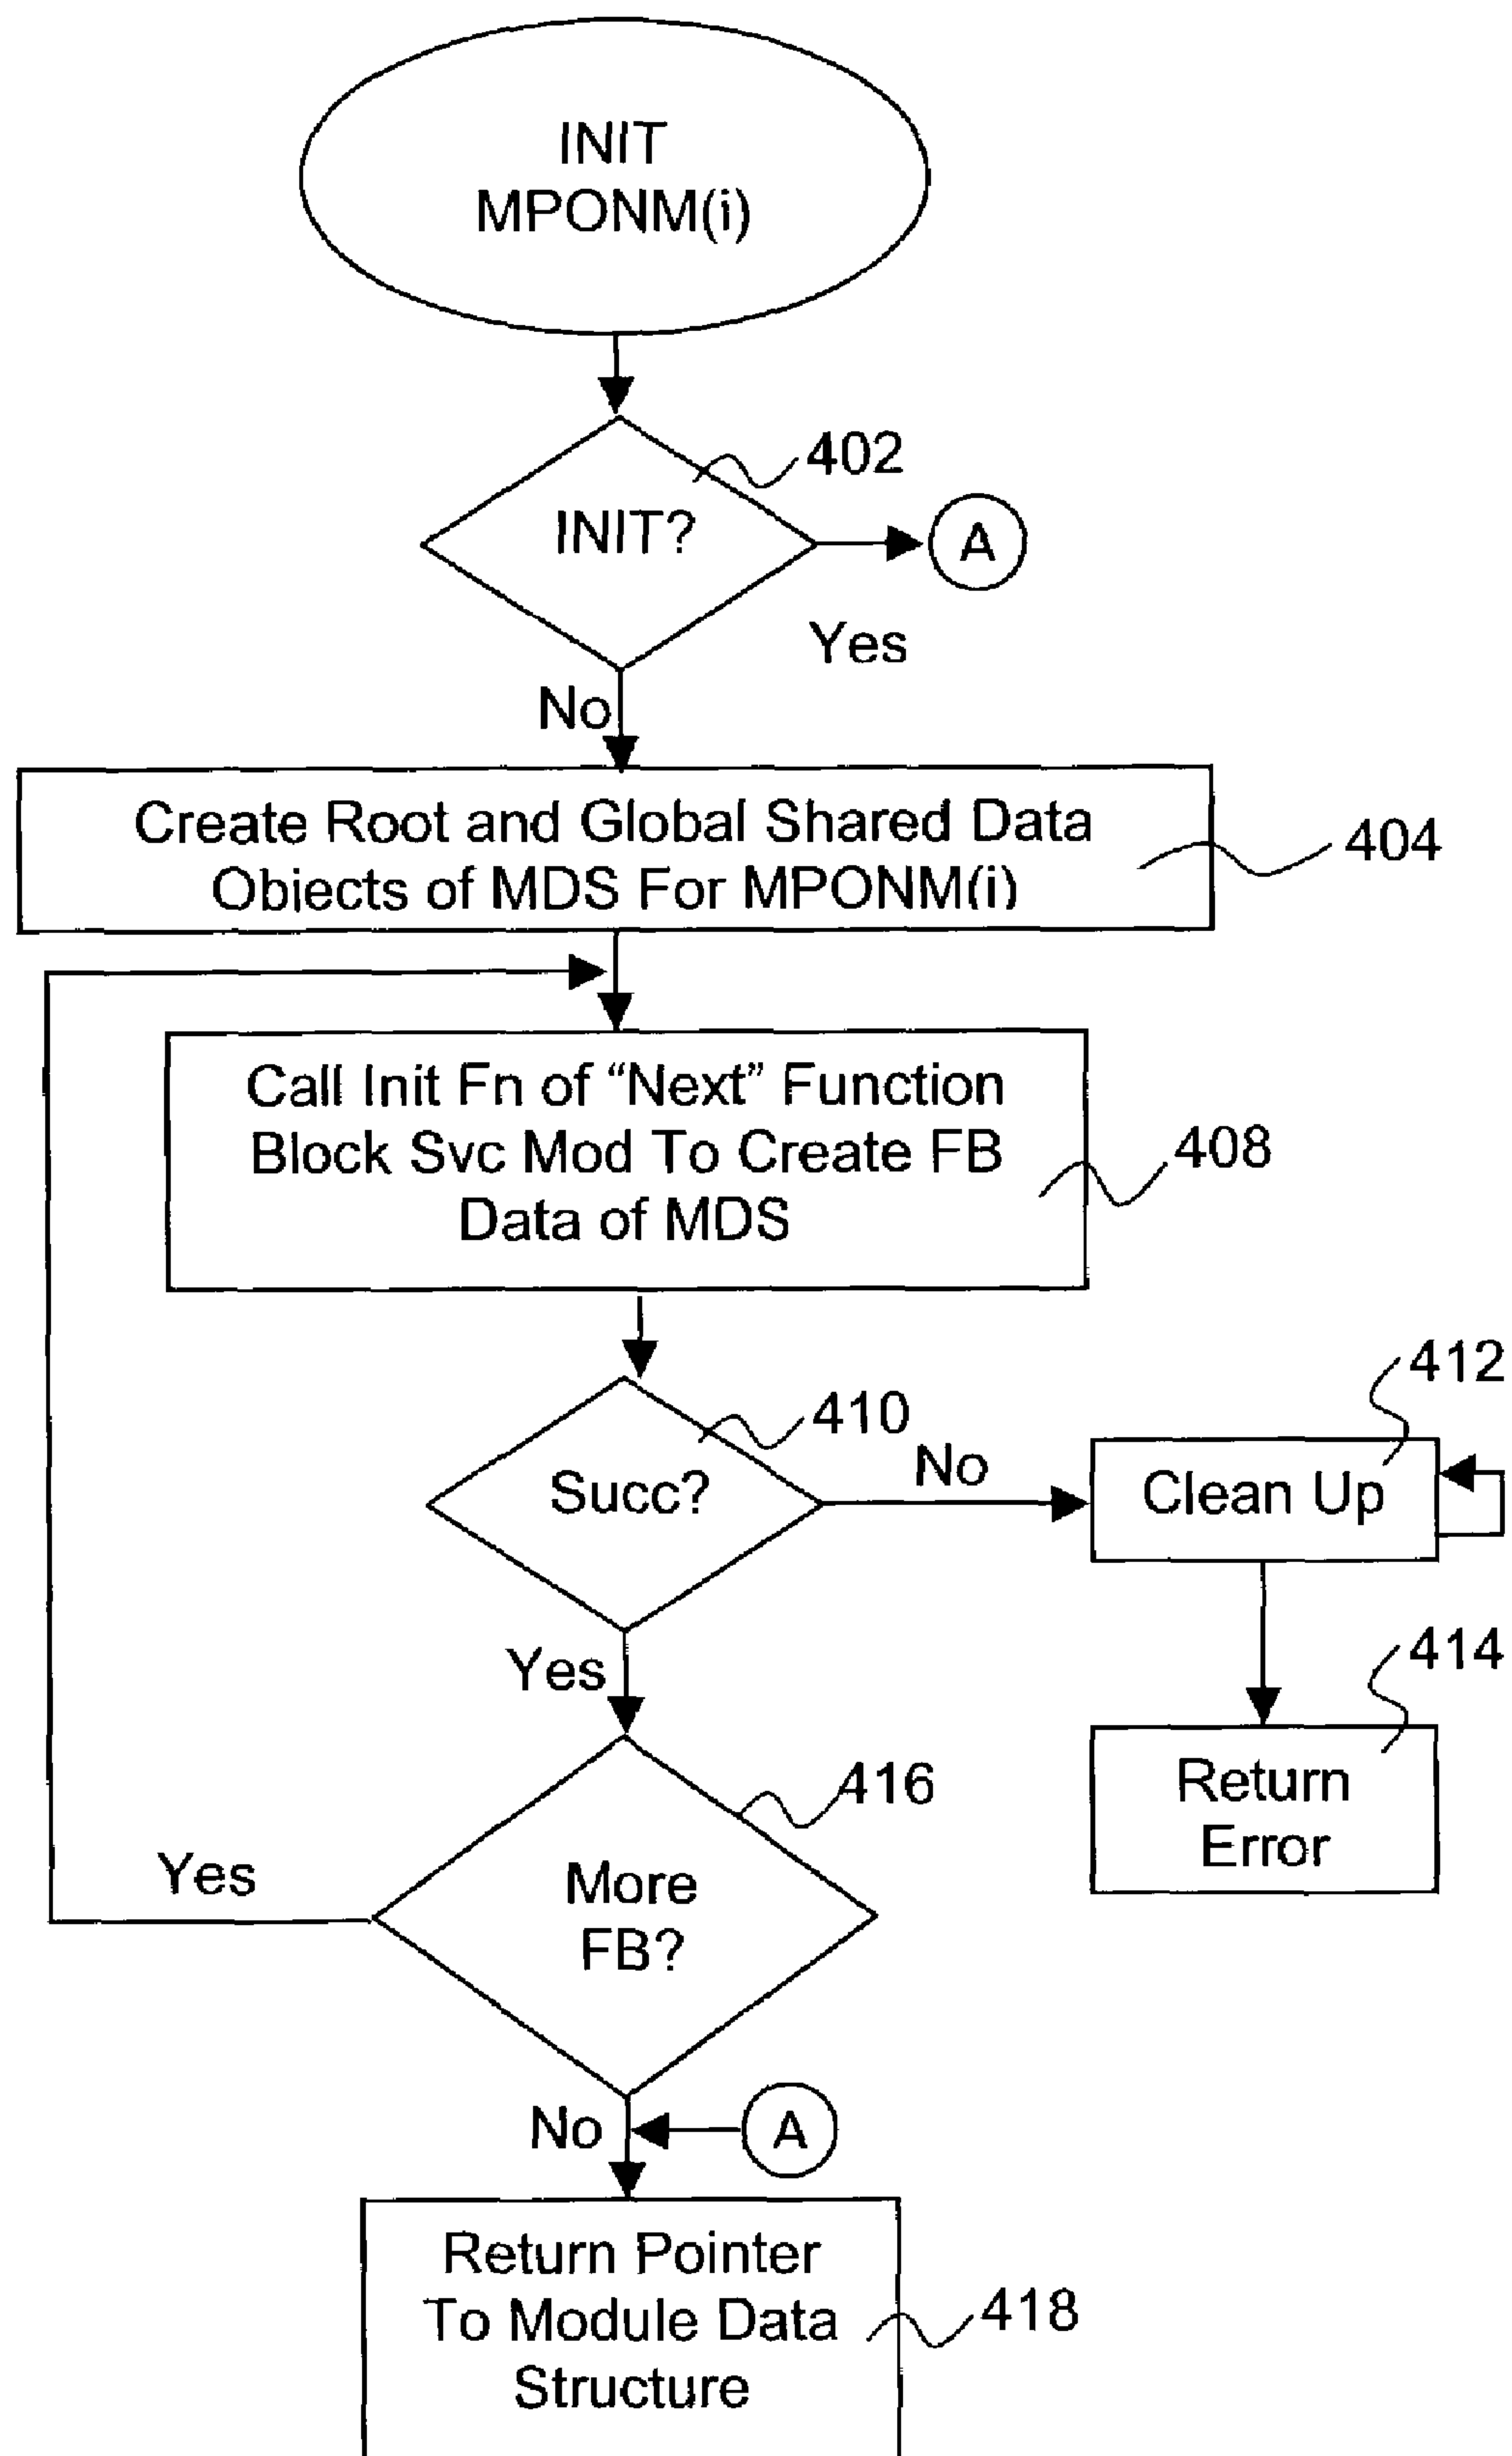 INIT
MPONM(i)
402
INIT?
A
Yes
No
Create Root and Global Shared Data
Objects of MDS For MPONM(i)
404
Call Init Fn of “Next” Function
Block Svc Mod To Create FB
Data of MDS
408
412
410
No
Succ?
Clean Up
Yes
414
416
Return
Error
Yes
More
FB?
No
A
Return Pointer
To Module Data
Structure
418